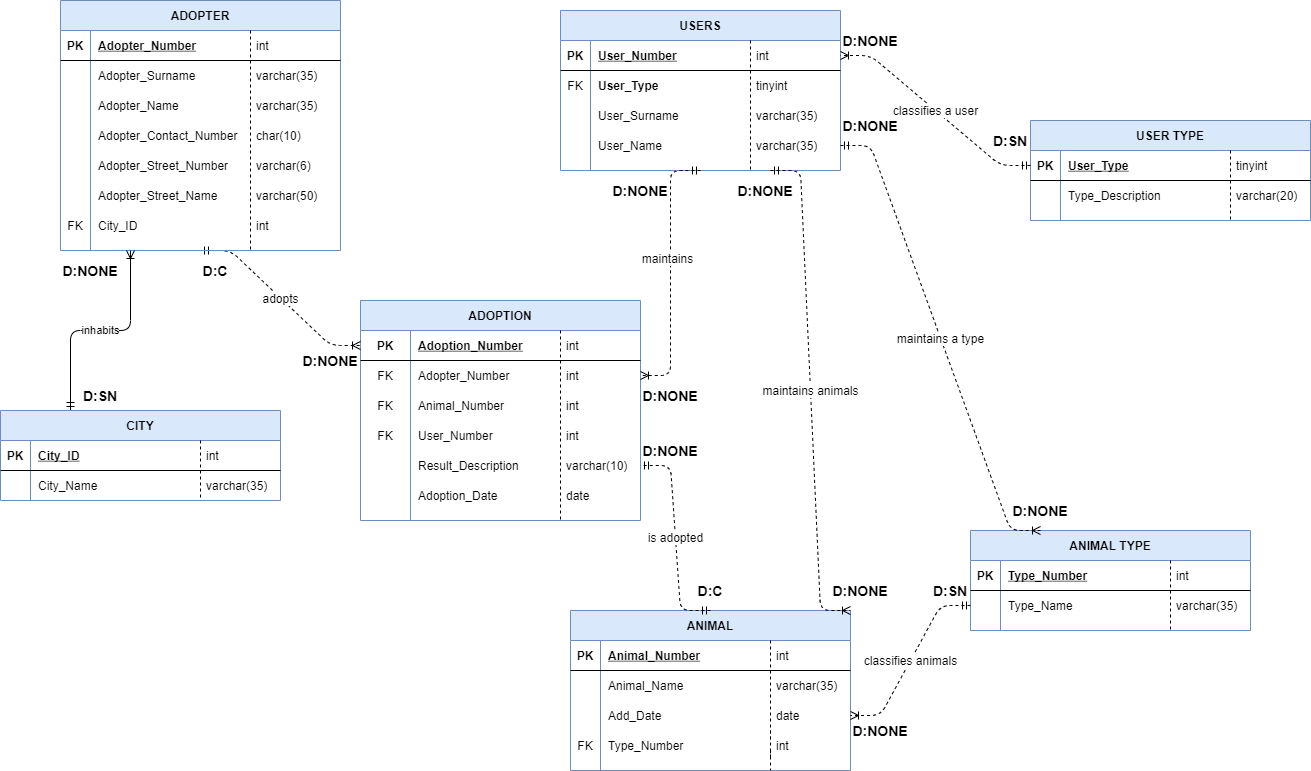 ADOPTER
PK Adopter_Number int
Adopter_Surname varchar(35)
Adopter_Name varchar(35)
Adopter_Contact_Number char(10)
Adopter_Street_Number varchar(6)
Adopter_Street_Name varchar(50)
FK City_ID int
D:NONE
D:C
inhabits
adopts
D:SN
D:NONE
CITY
PK City_ID int
City_Name varchar(35)
USERS
PK User_Number int
FK User_Type tinyint
User_Surname varchar(35)
User_Name varchar(35)
D:NONE
D:NONE
D:NONE
D:NONE
classifies a user
D:SN
USER TYPE
PK User_Type tinyint
Type_Description varchar(20)
maintains
maintains a type
maintains animals
ADOPTION
PK Adoption_Number int
FK Adopter_Number int
FK Animal_Number int
FK User_Number int
Result_Description varchar(10)
Adoption_Date date
D:NONE
D:NONE
is adopted
D:C
D:NONE
D:NONE
ANIMAL TYPE
PK Type_Number int
Type_Name varchar(35)
D:SN
classifies animals
D:NONE
ANIMAL
PK Animal_Number int
Animal_Name varchar(35)
Add_Date date
FK Type_Number int